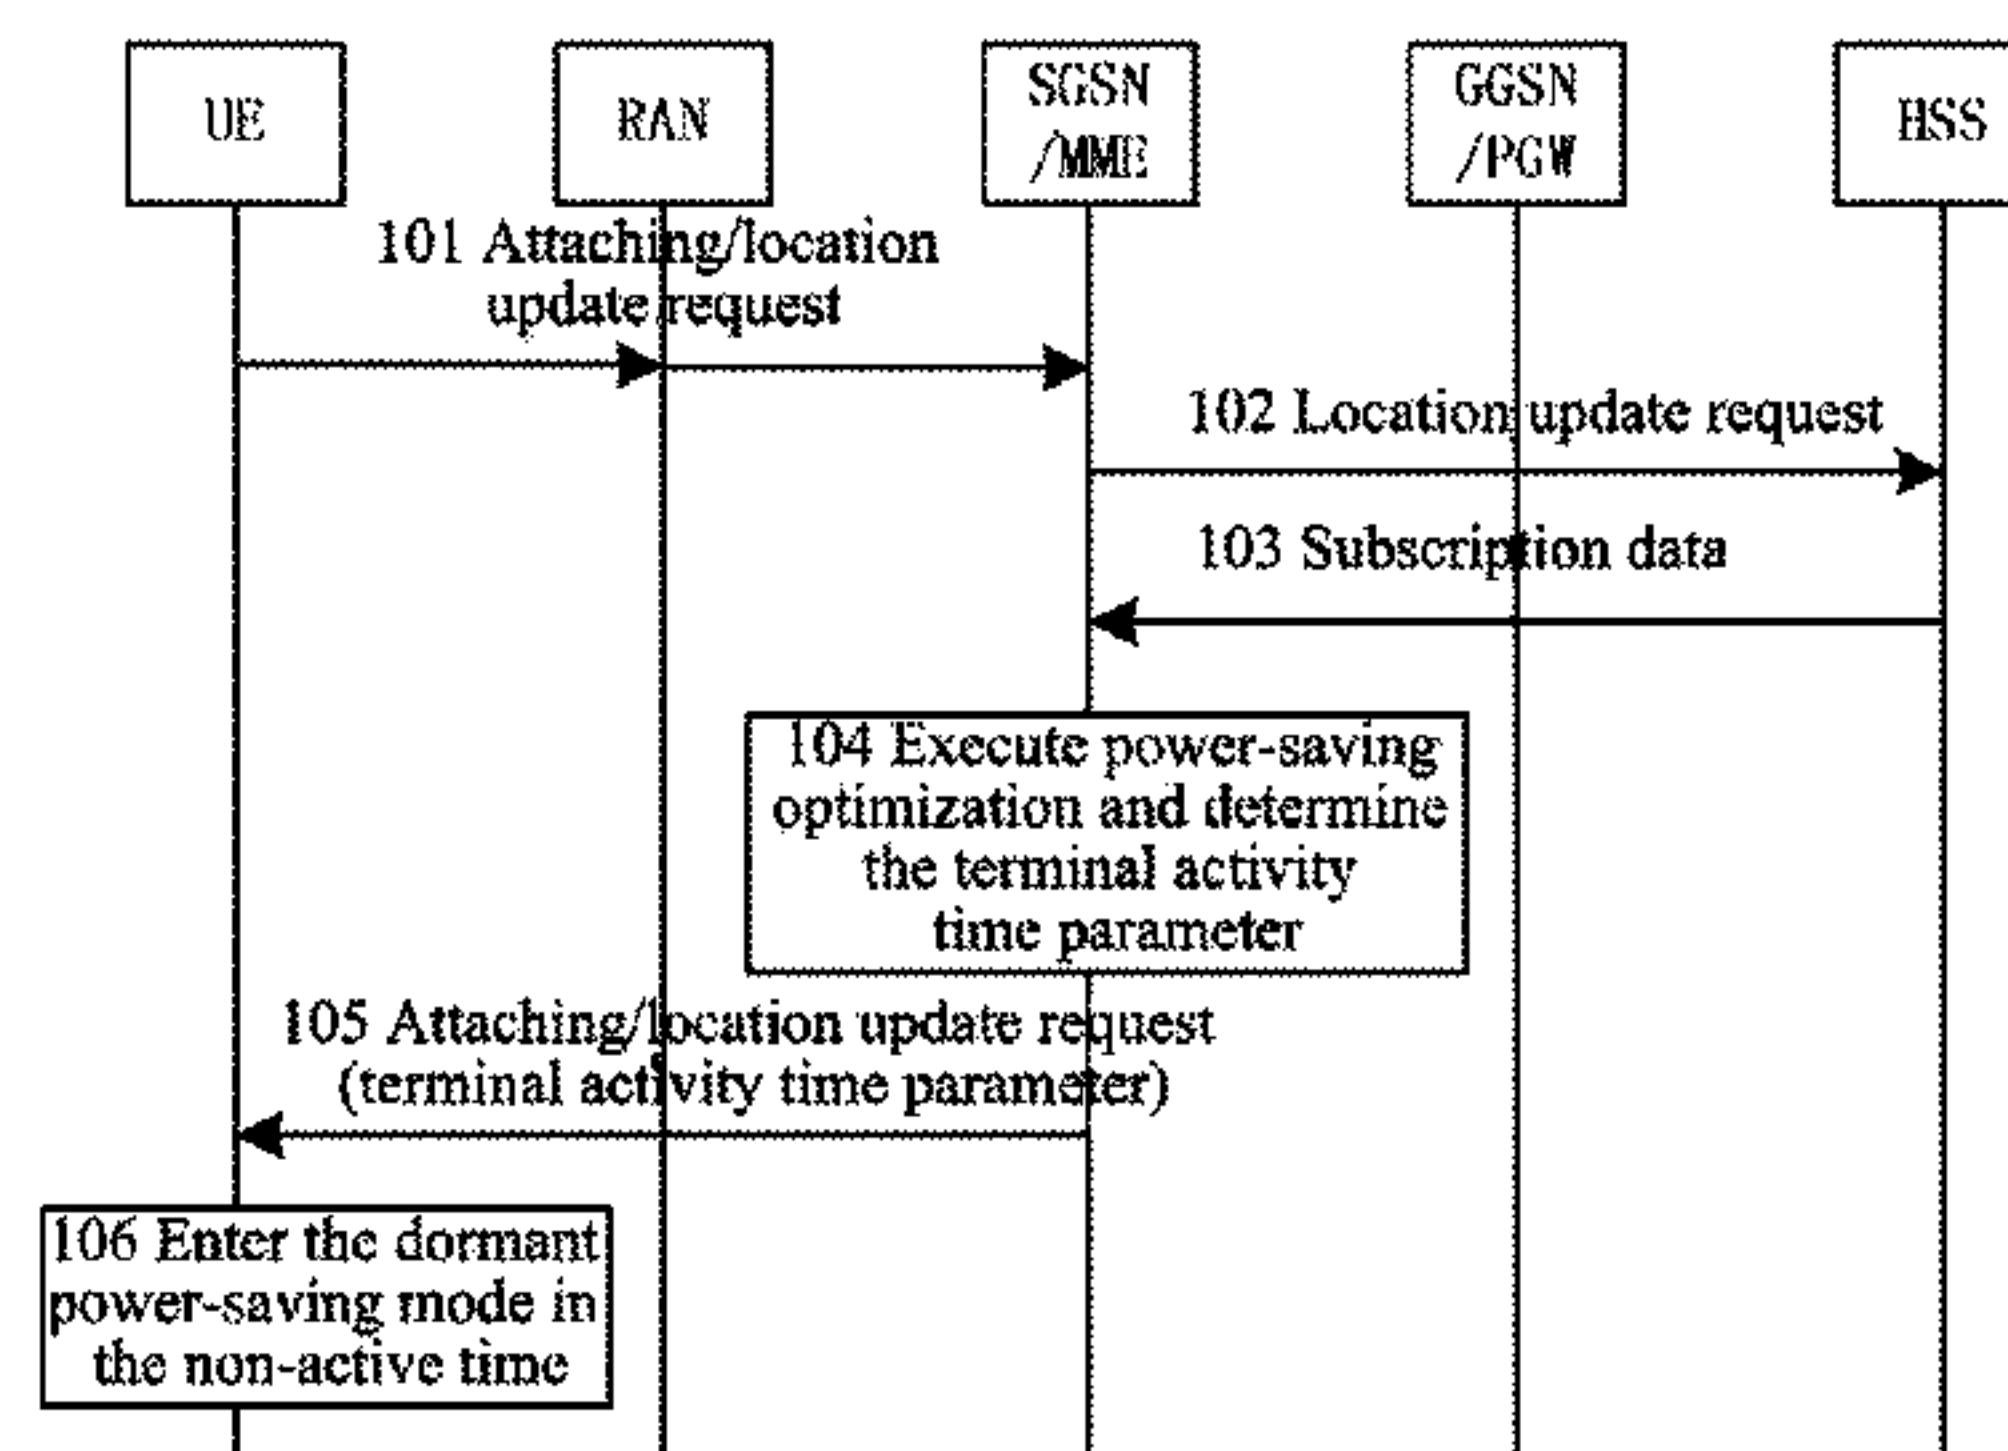 UE
RAN
SGSN
/MME
GGSN
/PGW
HSS
101 Attaching/location
update request
102 Location update request
103 Subscription data
104 Execute power-saving
optimization and determine
the terminal activity
time parameter
105 Attaching/location update request
(terminal activity time parameter)
106 Enter the dormant
power-saving mode in
the non-active time